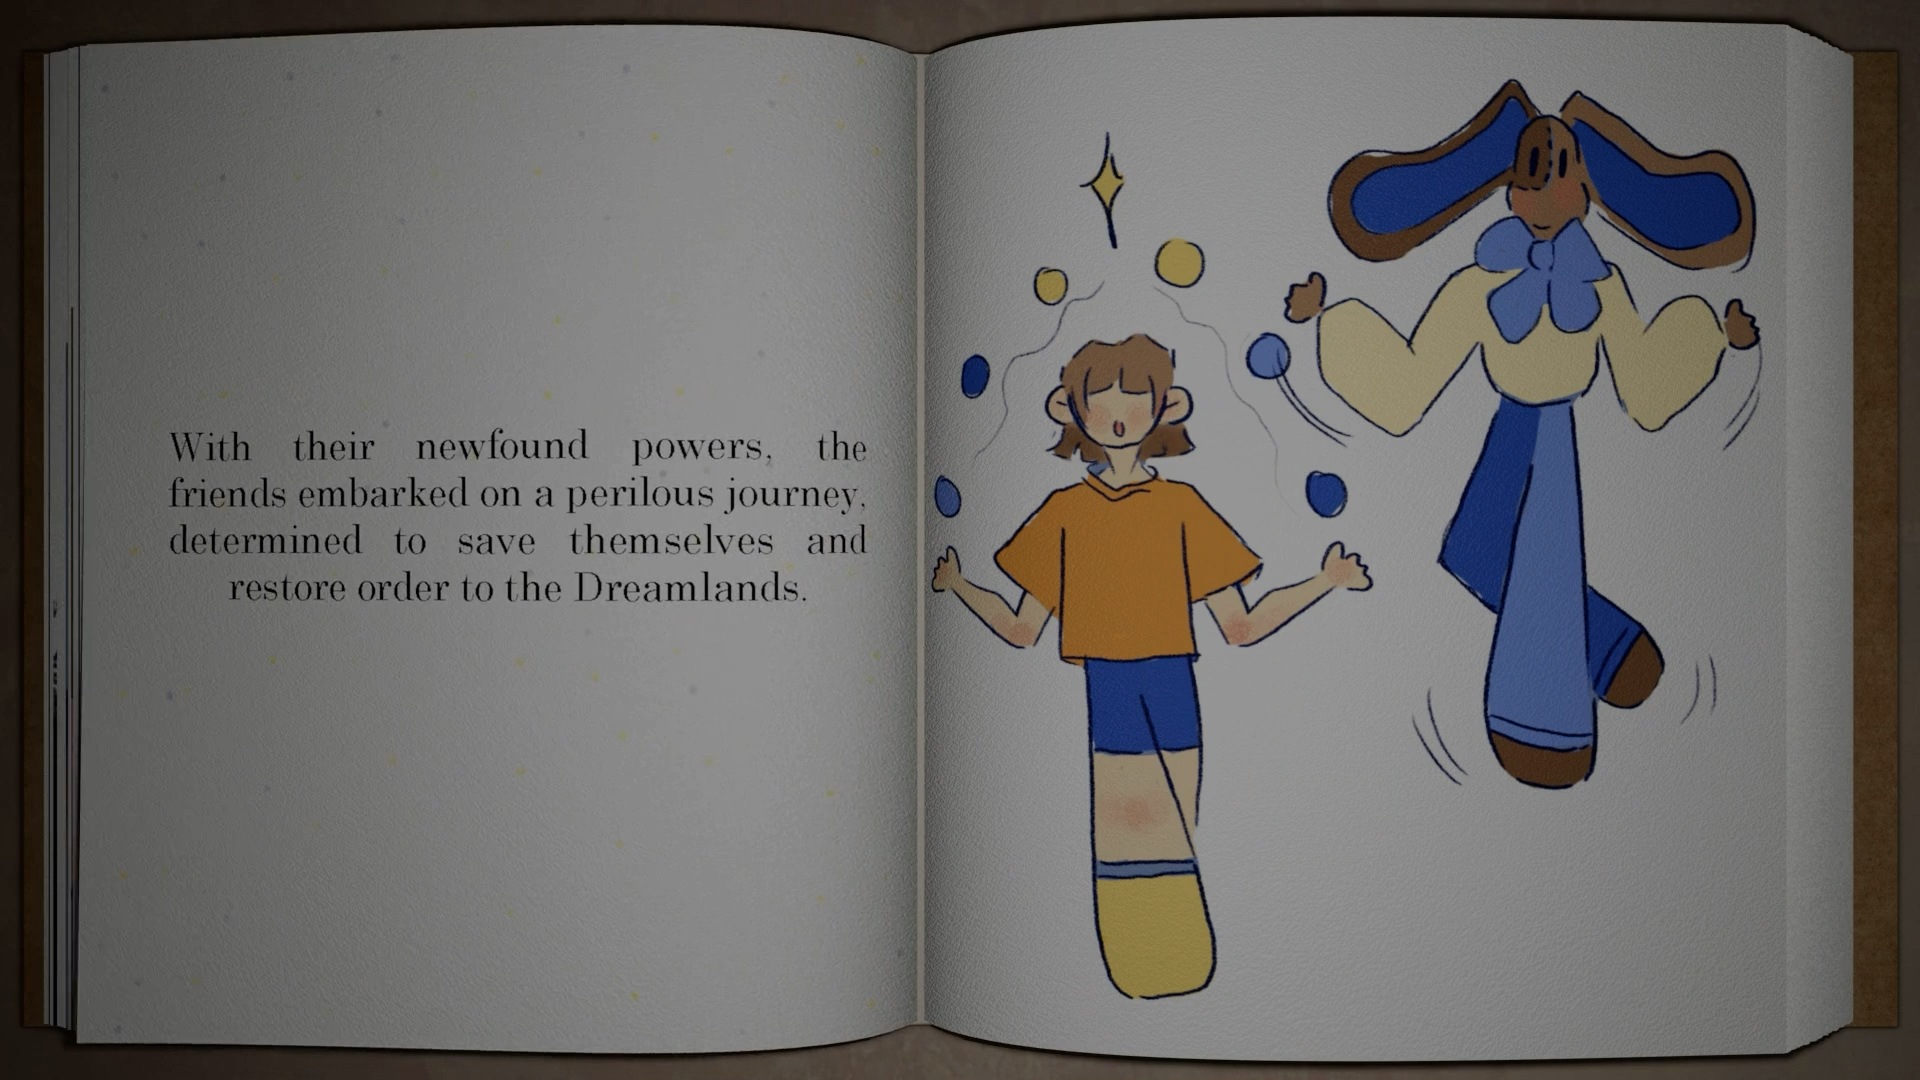 With their newfound powers, the
friends embarked on a perilous journey,
determined to save themselves and
restore order to the Dreamlands.